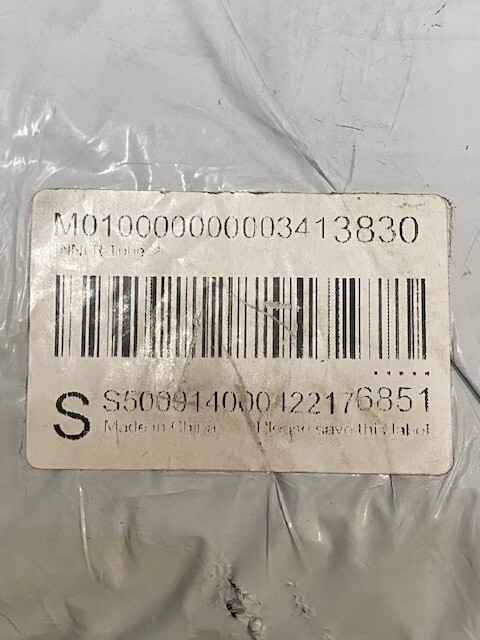 M010000000003413830
INNER Tube
S
S500914000422176851
Made in China Please save this label